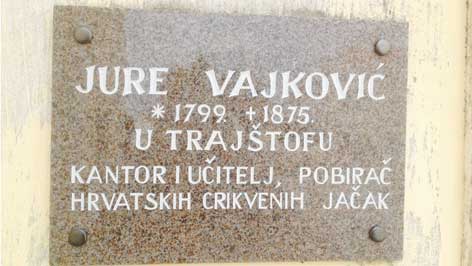 JURE VAJKOVIĆ
* 1799. + 1875.
U TRAJŠTOFU
KANTOR I UČITELJ, POBIRAČ
HRVATSKIH CRIKVENIH JAČAK